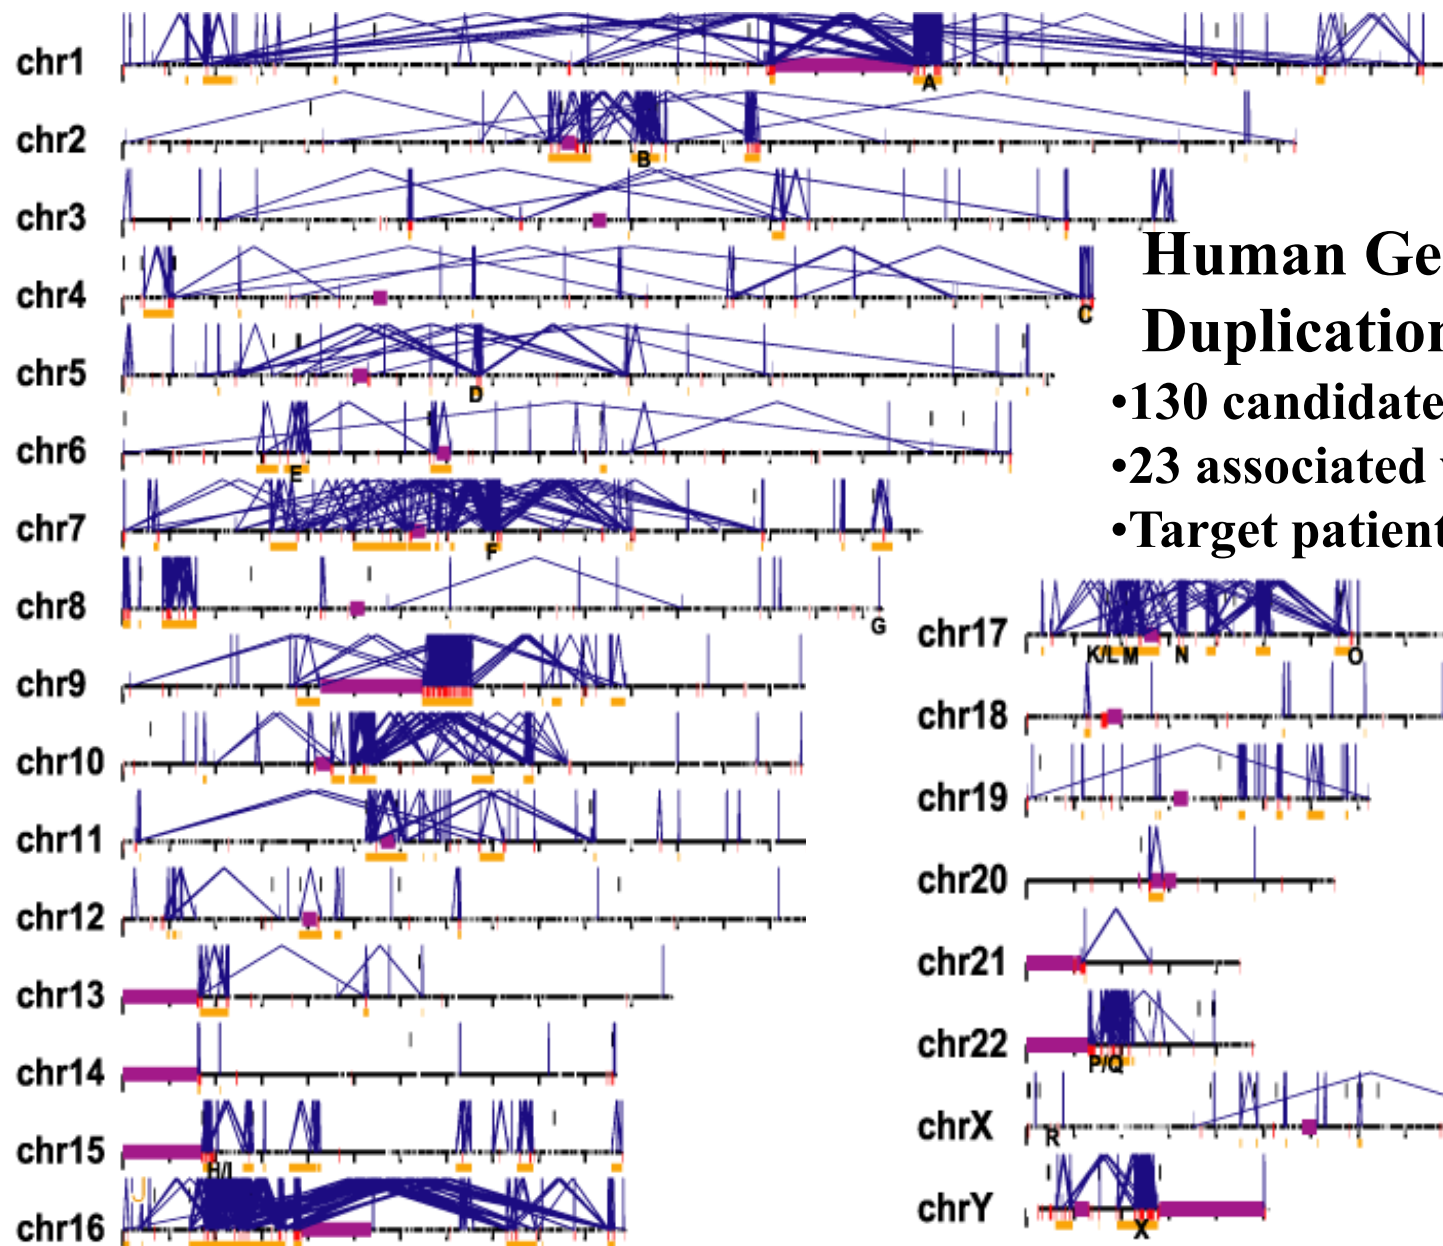 chr1
A
chr2
B
chr3
chr4
C
chr5
D
chr6
E
chr7
F
chr8
G
chr9
chr10
chr11
chr12
chr13
chr14
chr15
H/I
J
chr16
Human Ge
Duplication
•130 candidate
•23 associated
•Target patient
chr17
K/L M N O
chr18
chr19
chr20
chr21
chr22
P/Q
chrX
R
chrY
X